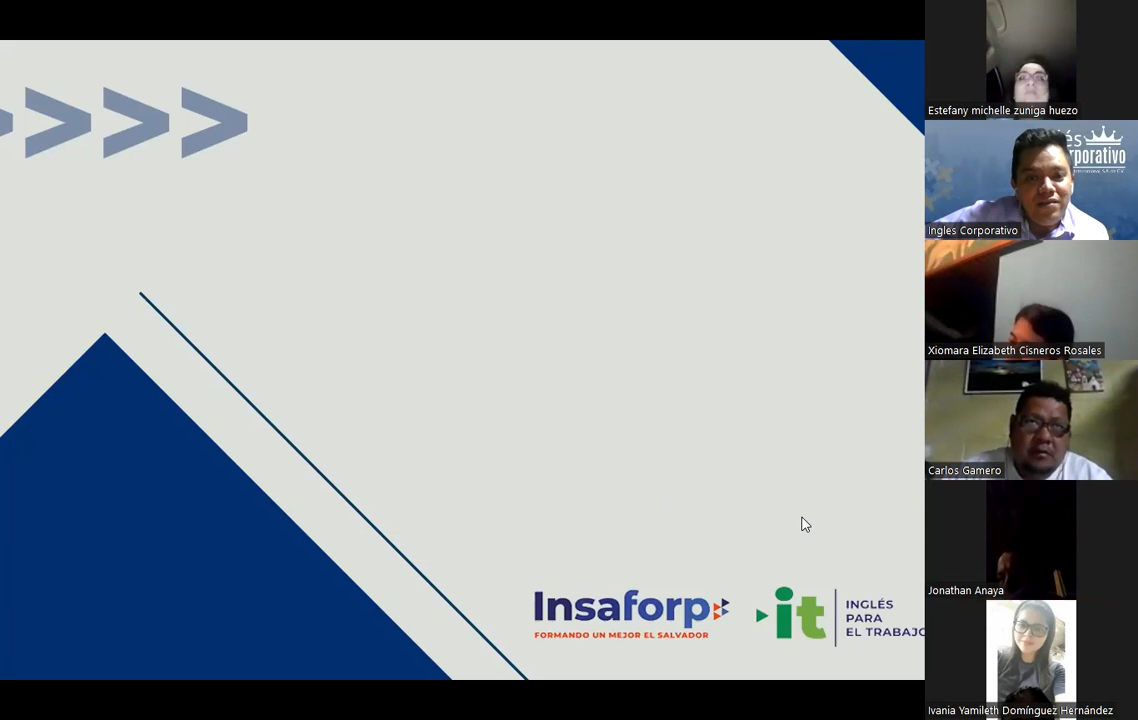 Insaforp
FORMANDO UN MEJOR EL SALVADOR
it
INGLÉS
PARA
EL TRABAJO
Estefany michelle zuniga huezo
Ingles Corporativo
Xiomara Elizabeth Cisneros Rosales
Carlos Gamero
Jonathan Anaya
Ivania Yamileth Domínguez Hernández